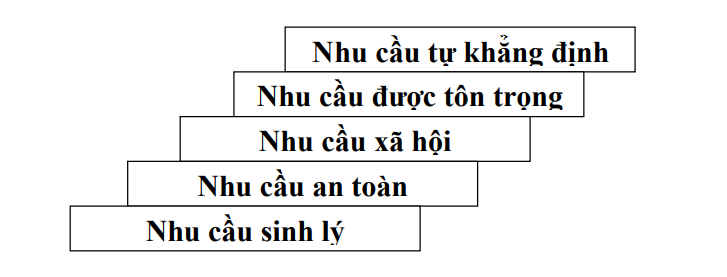 Nhu cầu tự khẳng định
Nhu cầu được tôn trọng
Nhu cầu xã hội
Nhu cầu an toàn
Nhu cầu sinh lý